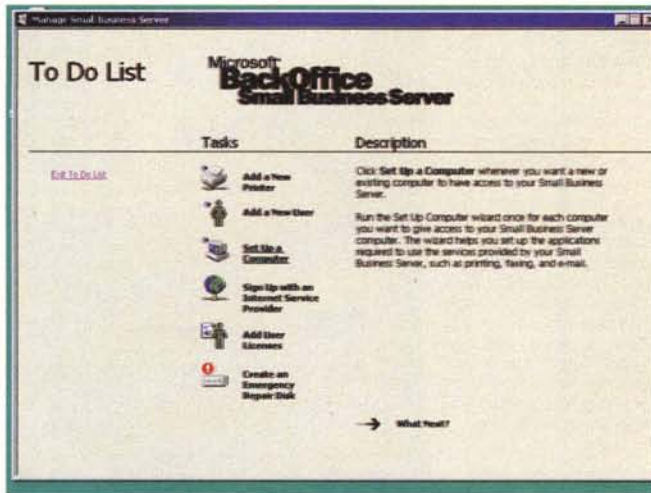 Manage Small Business Server
To Do List
Microsoft
BackOffice
Small Business Server
Tasks
Description
Exit To Do List
Add a New
Printer
Add a New User
Set Up a
Computer
Sign Up with an
Internet Service
Provider
Add User
Licenses
Create an
Emergency
Repair Disk
Click Set Up a Computer whenever you want a new or
existing computer to have access to your Small Business
Server.
Run the Set Up Computer wizard once for each computer
you want to give access to your Small Business Server
computer. The wizard helps you set up the applications
required to use the services provided by your Small
Business Server, such as printing, faxing, and e-mail.
What Next?